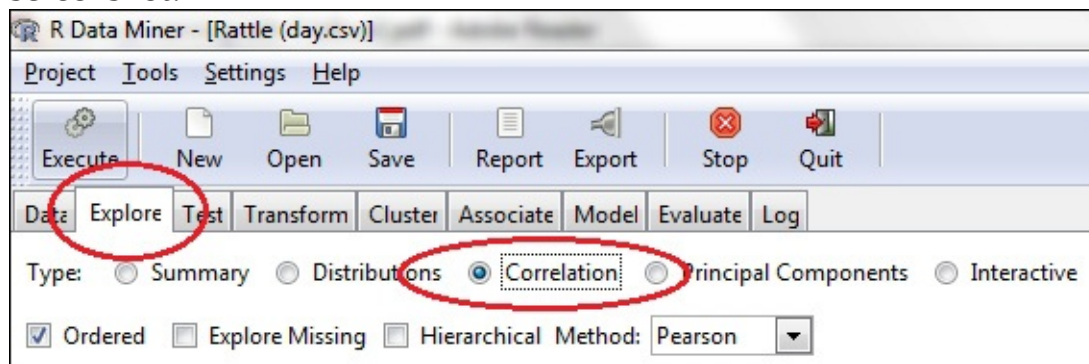 R Data Miner - [Rattle (day.csv)]
Project Tools Settings Help
Execute New Open Save Report Export Stop Quit
Data Explore Test Transform Cluster Associate Model Evaluate Log
Type: Summary Distributions Correlation Principal Components Interactive
Ordered Explore Missing Hierarchical Method: Pearson